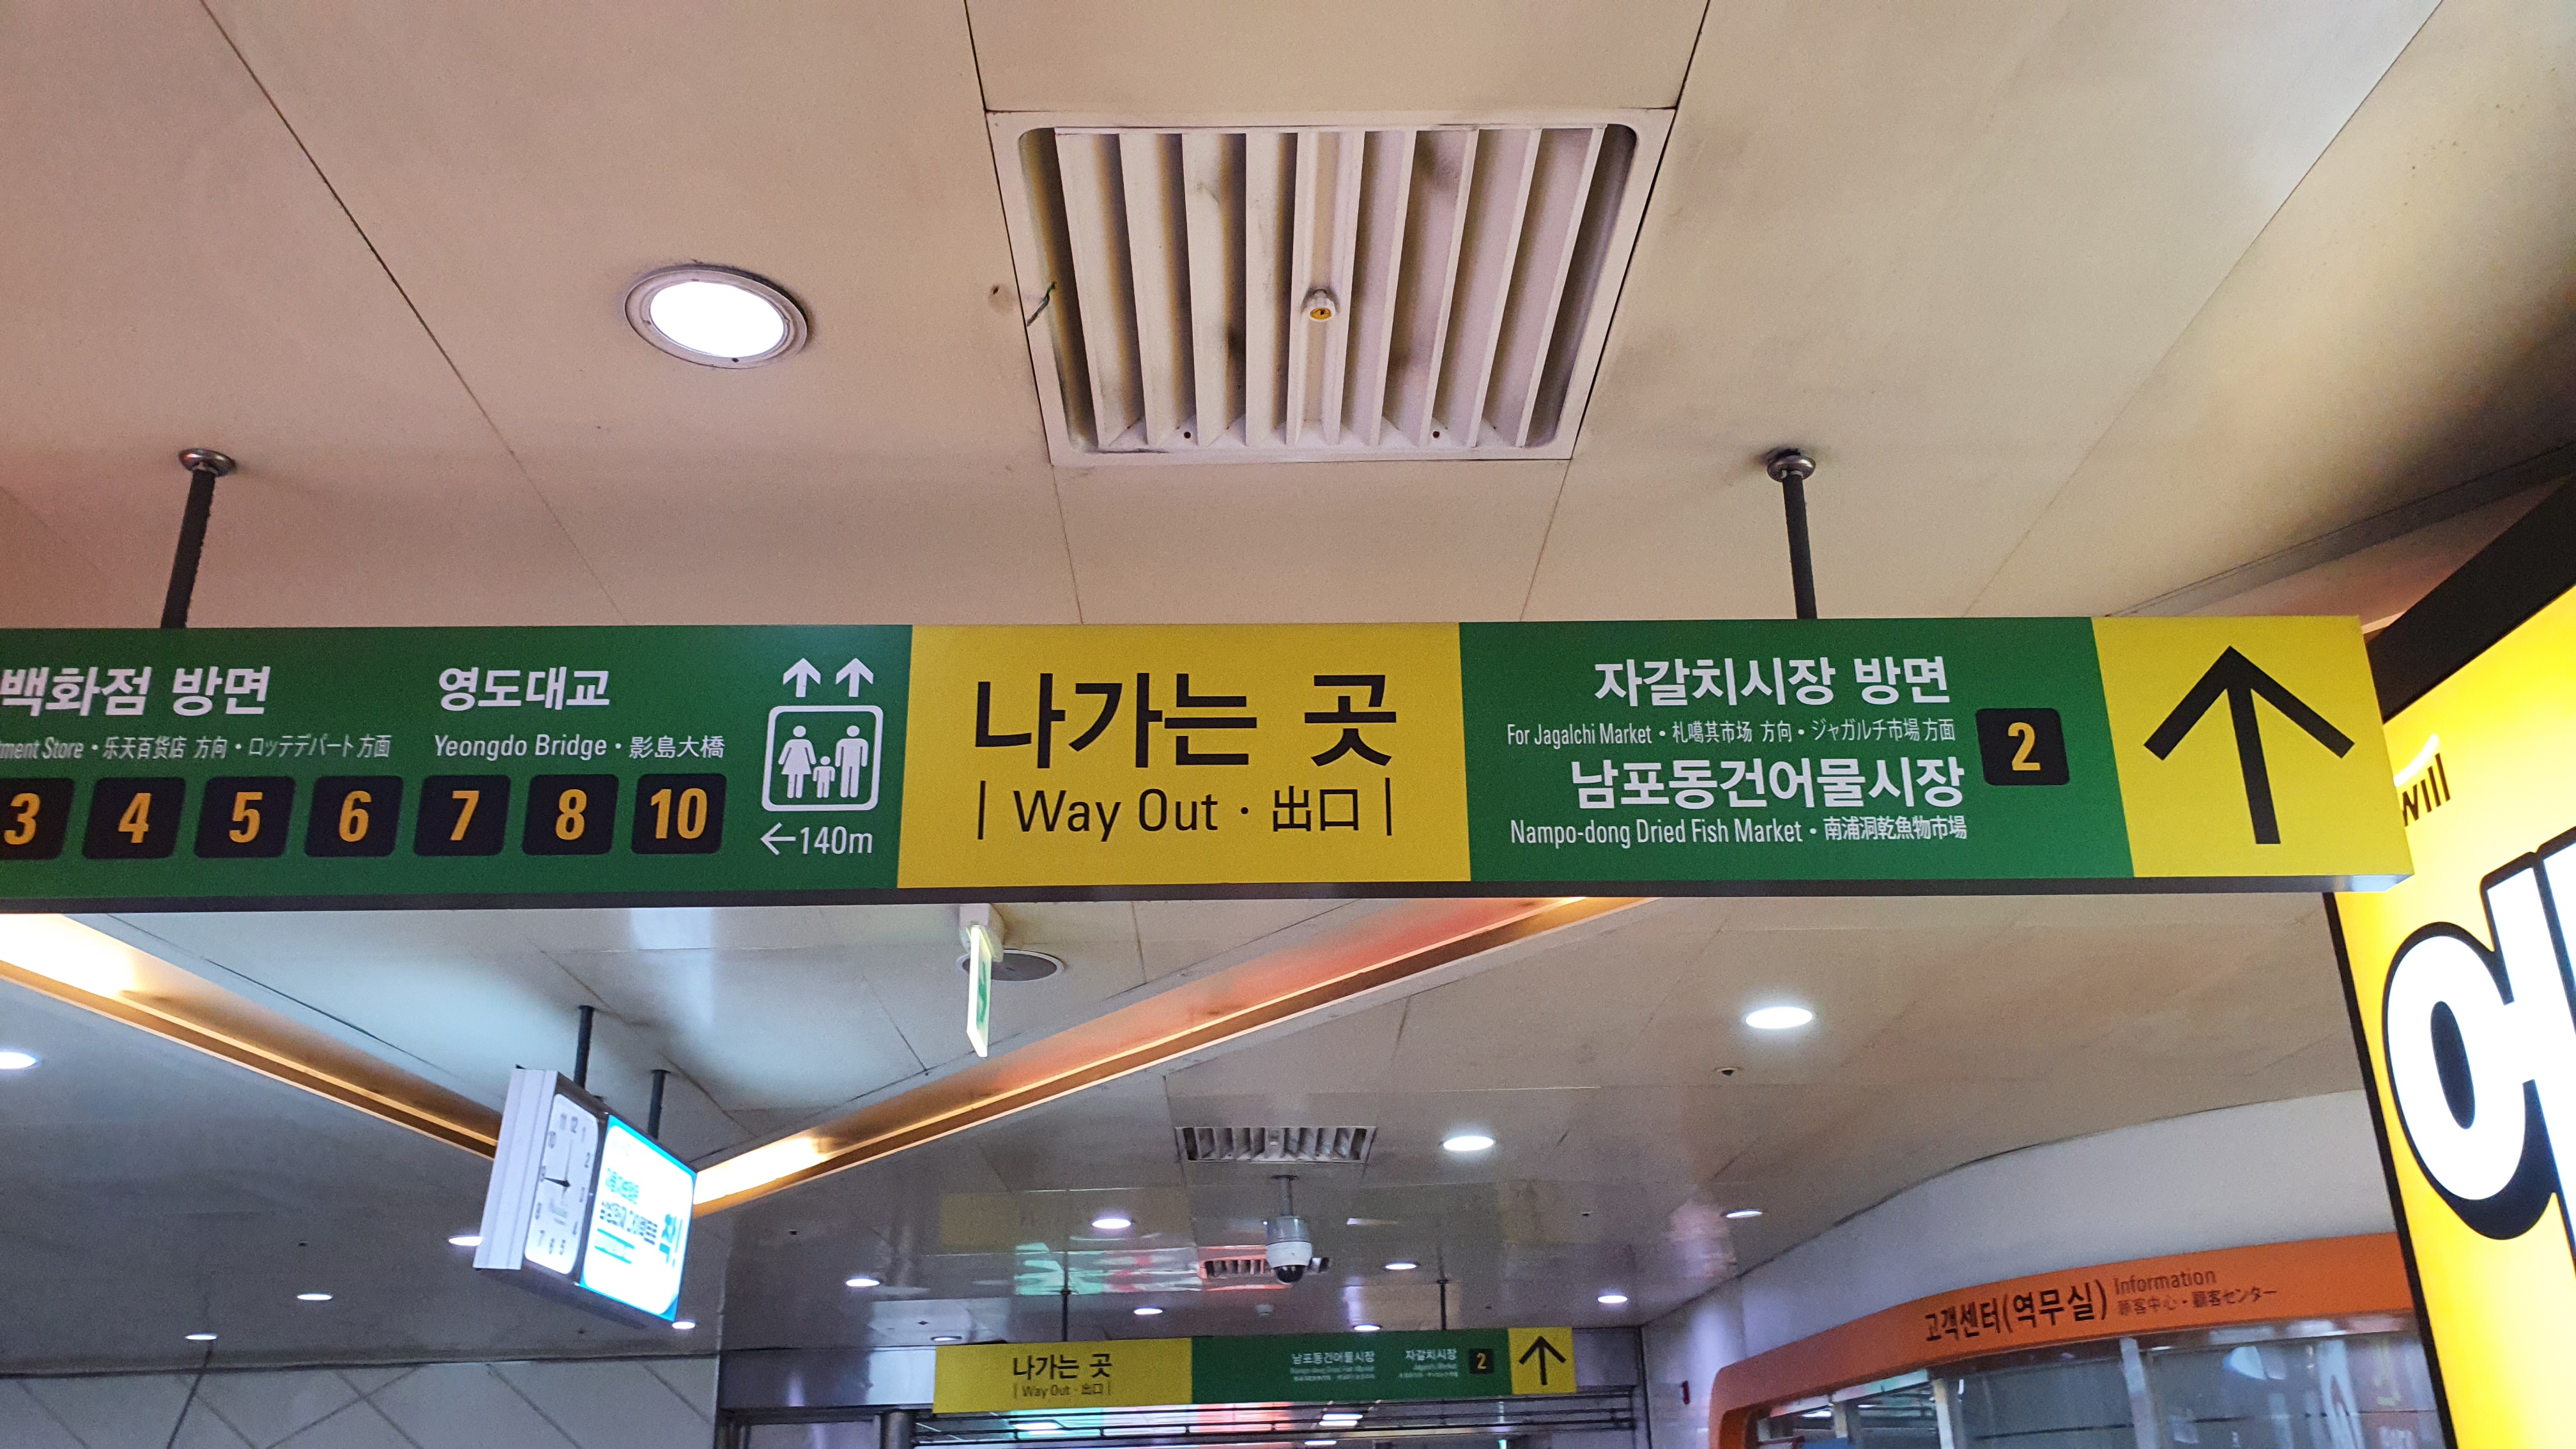 백화점 방면
tment Store • 乐天百货店 方向 • ロッテデパート 方面
3 4 5 6 7 8 10
영도대교
Yeongdo Bridge • 影島大橋
←140m
나가는 곳
| Way Out · 出口 |
자갈치시장 방면
For Jagalchi Market • 札噶其市场 方向 • ジャガルチ市場 方面
남포동건어물시장
Nampo-dong Dried Fish Market • 南浦洞乾魚物市場
2
will
나가는 곳
| Way Out · 出口 |
남포동건어물시장
자갈치시장
2
고객센터(역무실)
Information
顧客中心 • 顧客センター